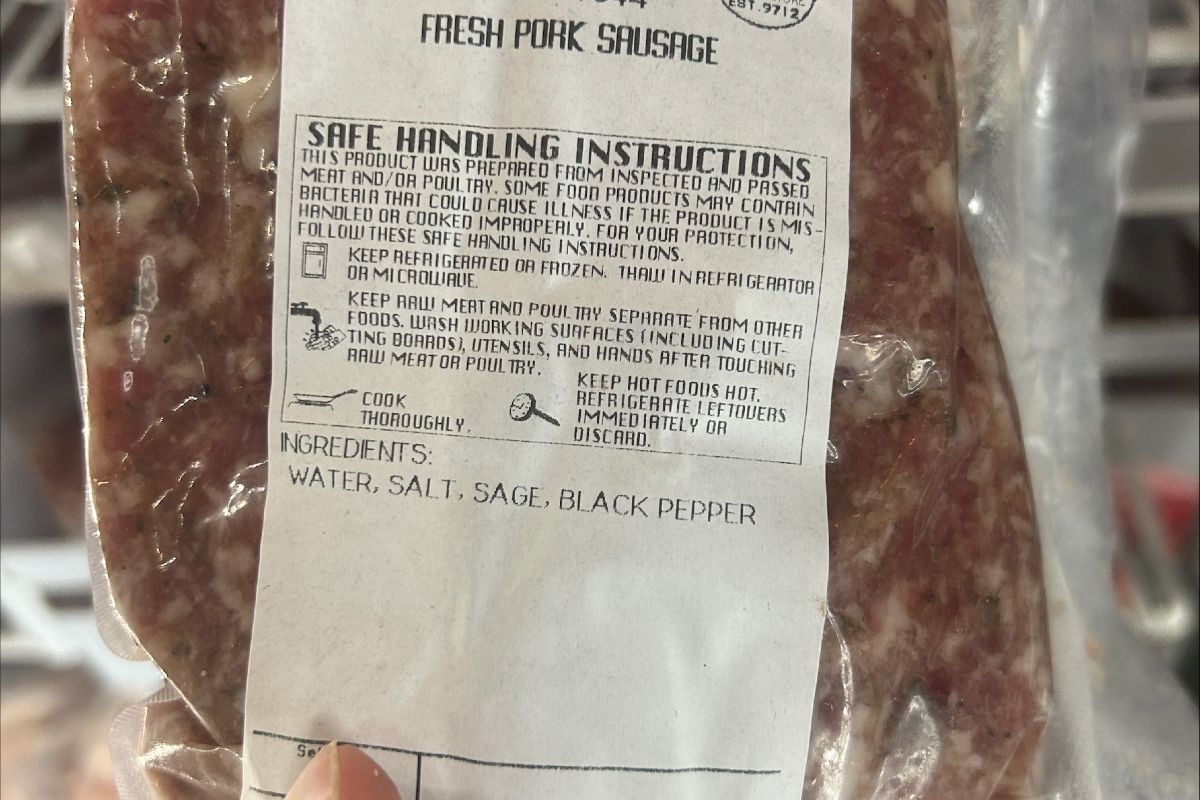 EST.9712
FRESH PORK SAUSAGE
SAFE HANDLING INSTRUCTIONS
THIS PRODUCT WAS PREPARED FROM INSPECTED AND PASSED
MEAT AND/OR POULTRY. SOME FOOD PRODUCTS MAY CONTAIN
BACTERIA THAT COULD CAUSE ILLNESS IF THE PRODUCT IS MIS-
HANDLED OR COOKED IMPROPERLY. FOR YOUR PROTECTION,
FOLLOW THESE SAFE HANDLING INSTRUCTIONS.
KEEP REFRIGERATED OR FROZEN. THAW IN REFRIGERATOR
OR MICROWAVE.
KEEP RAW MEAT AND POULTRY SEPARATE FROM OTHER
FOODS. WASH WORKING SURFACES (INCLUDING CUT-
TING BOARDS), UTENSILS, AND HANDS AFTER TOUCHING
RAW MEAT OR POULTRY.
COOK
THOROUGHLY.
KEEP HOT FOODS HOT.
REFRIGERATE LEFTOVERS
IMMEDIATELY OR
DISCARD.
INGREDIENTS:
WATER, SALT, SAGE, BLACK PEPPER